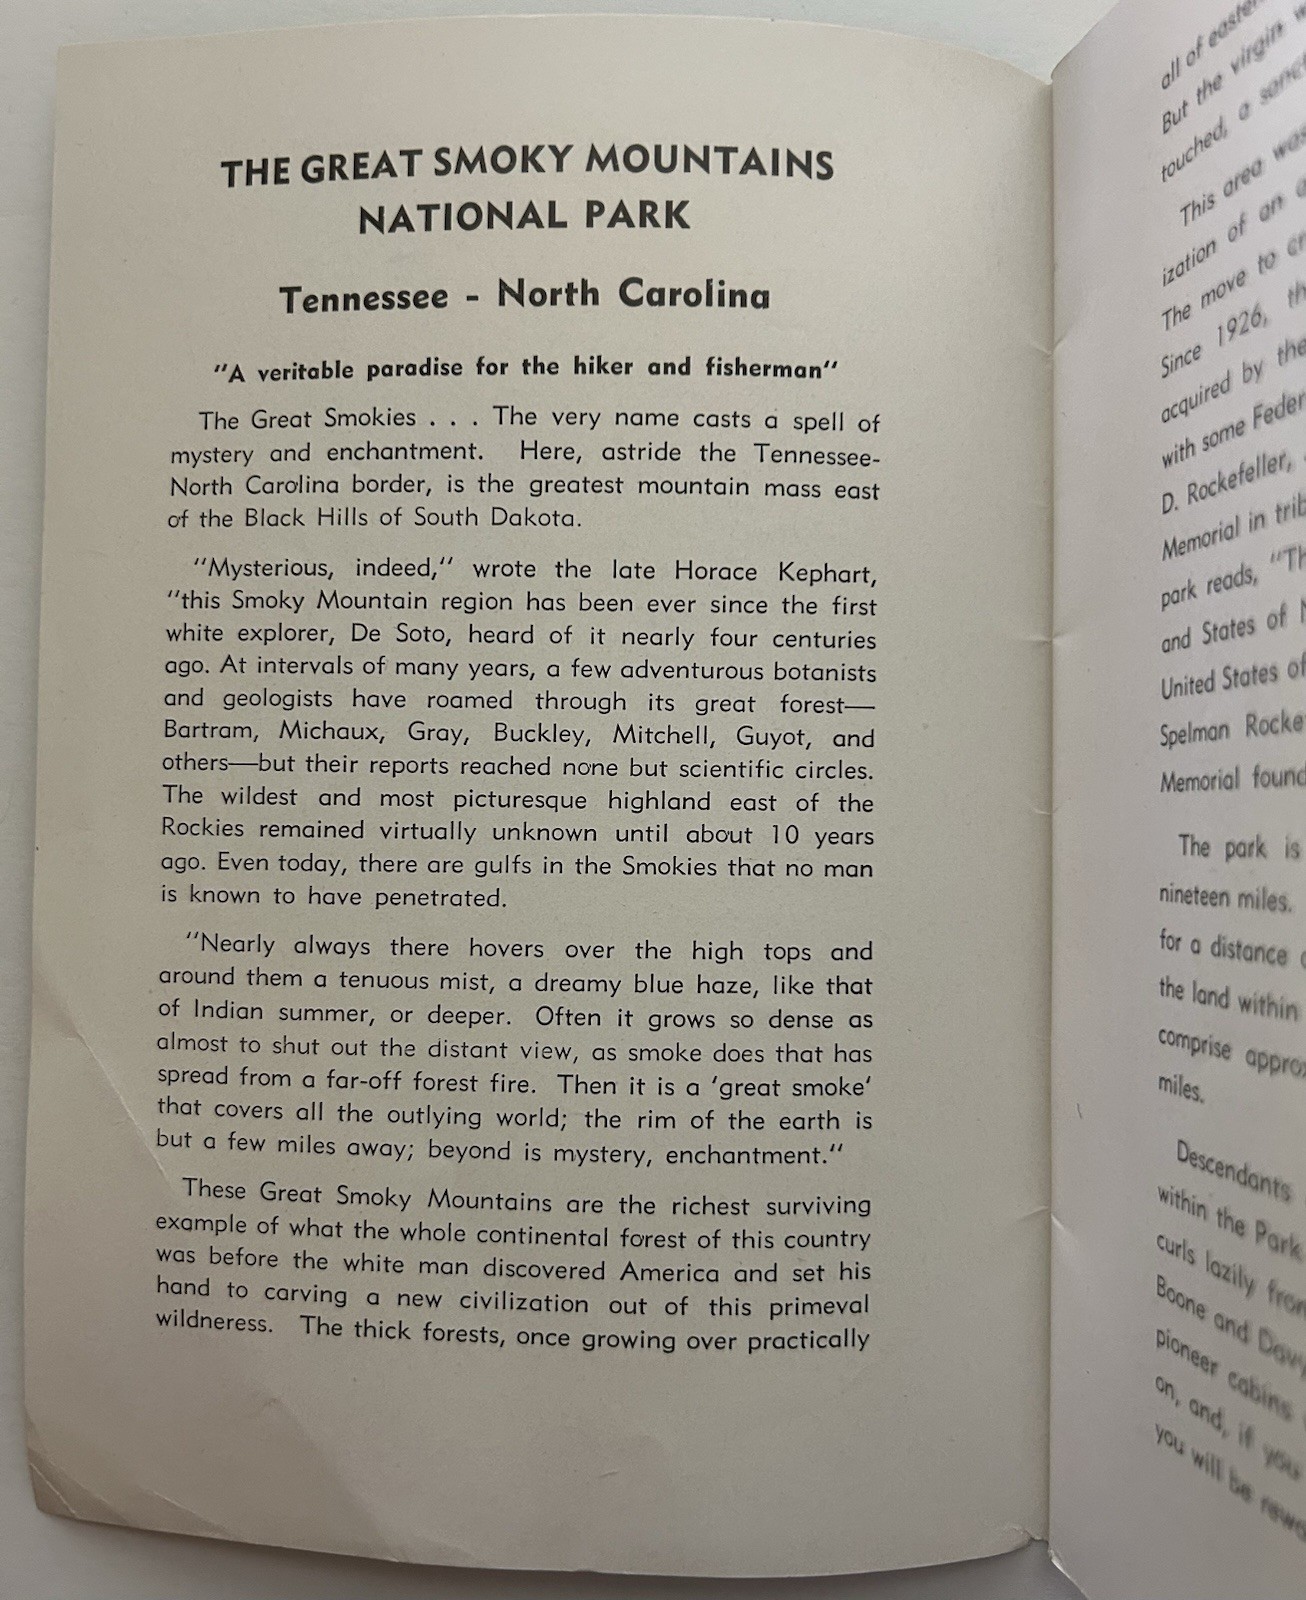 THE GREAT SMOKY MOUNTAINS
NATIONAL PARK
Tennessee - North Carolina
"A veritable paradise for the hiker and fisherman"
The Great Smokies . . . The very name casts a spell of
mystery and enchantment. Here, astride the Tennessee-
North Carolina border, is the greatest mountain mass east
of the Black Hills of South Dakota.
"Mysterious, indeed," wrote the late Horace Kephart,
"this Smoky Mountain region has been ever since the first
white explorer, De Soto, heard of it nearly four centuries
ago. At intervals of many years, a few adventurous botanists
and geologists have roamed through its great forest—
Bartram, Michaux, Gray, Buckley, Mitchell, Guyot, and
others—but their reports reached none but scientific circles.
The wildest and most picturesque highland east of the
Rockies remained virtually unknown until about 10 years
ago. Even today, there are gulfs in the Smokies that no man
is known to have penetrated.
"Nearly always there hovers over the high tops and
around them a tenuous mist, a dreamy blue haze, like that
of Indian summer, or deeper. Often it grows so dense as
almost to shut out the distant view, as smoke does that has
spread from a far-off forest fire. Then it is a 'great smoke'
that covers all the outlying world; the rim of the earth is
but a few miles away; beyond is mystery, enchantment."
These Great Smoky Mountains are the richest surviving
example of what the whole continental forest of this country
was before the white man discovered America and set his
hand to carving a new civilization out of this primeval
wildneress. The thick forests, once growing over practically
all of easte
But the virgin w
touched, a sanct
This area was
ization of an
The move to cr
Since 1926, th
acquired by the
with some Feder
D. Rockefeller,
Memorial in trib
park reads, "Th
and States of N
United States of
Spelman Rocke
Memorial found
The park is
nineteen miles.
for a distance
the land within
comprise approx
miles.
Descendants
within the Park
curls lazily from
Boone and Davy
pioneer cabins
on, and, if you
you will be rewa